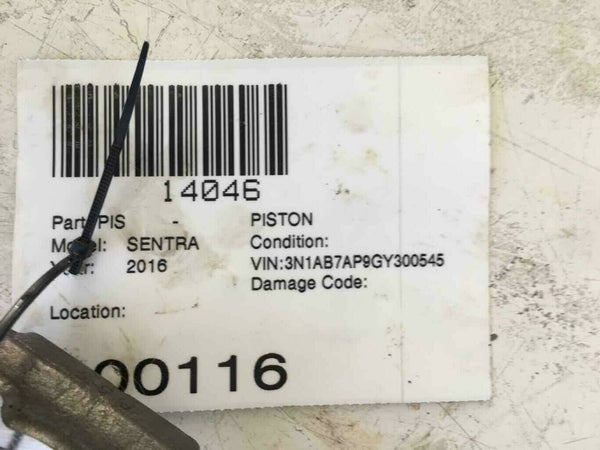 14046
Part: PIS - PISTON
Model: SENTRA Condition:
Year: 2016 VIN:3N1AB7AP9GY300545
Damage Code:
Location:
00116